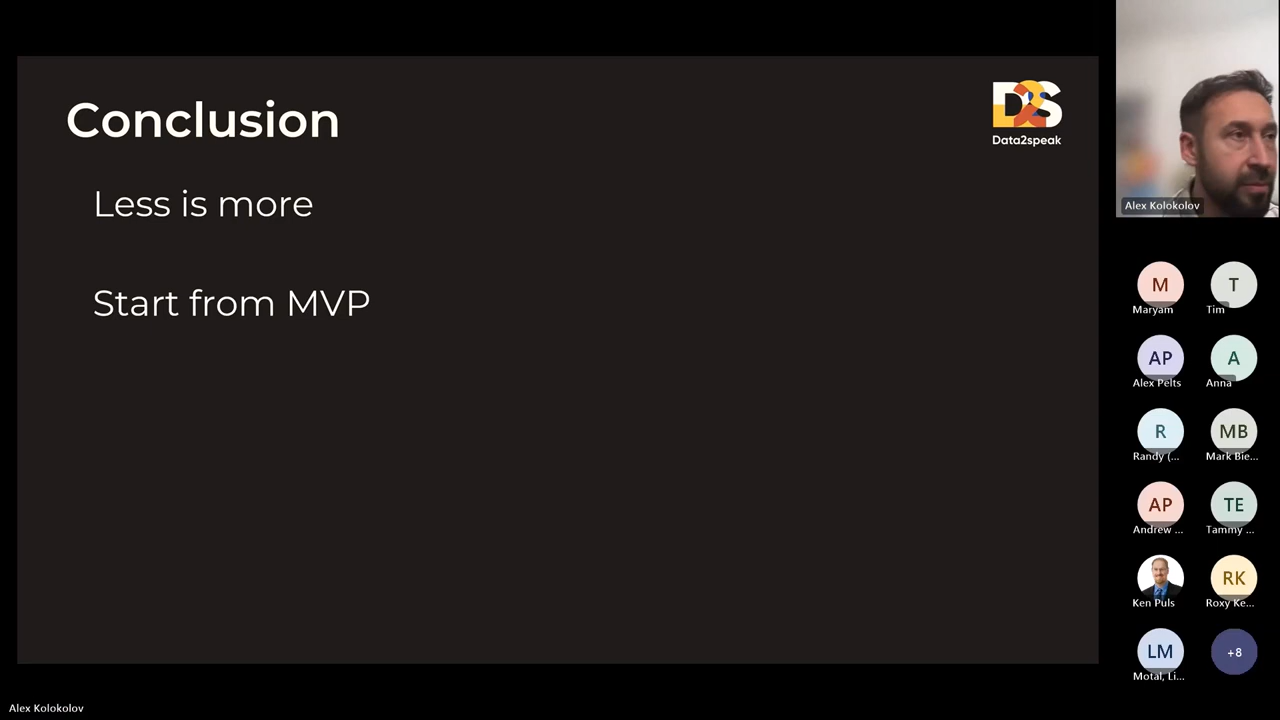 Conclusion
D2S
Data2speak
Less is more
Start from MVP
Alex Kolokolov
M
Maryam
T
Tim
AP
Alex Pelts
A
Anna
R
Randy (...
MB
Mark Bie...
AP
Andrew ...
TE
Tammy ...
Ken Puls
RK
Roxy Ke...
LM
Motal, Li...
+8
Alex Kolokolov